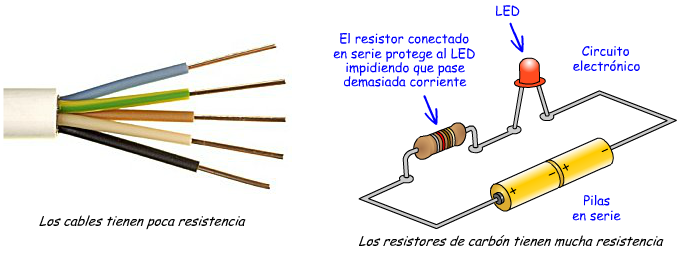 Los cables tienen poca resistencia
LED
El resistor conectado
en serie protege al LED
impidiendo que pase
demasiada corriente
Circuito
electrónico
+
-
-
+
Pilas
en serie
Los resistores de carbón tienen mucha resistencia